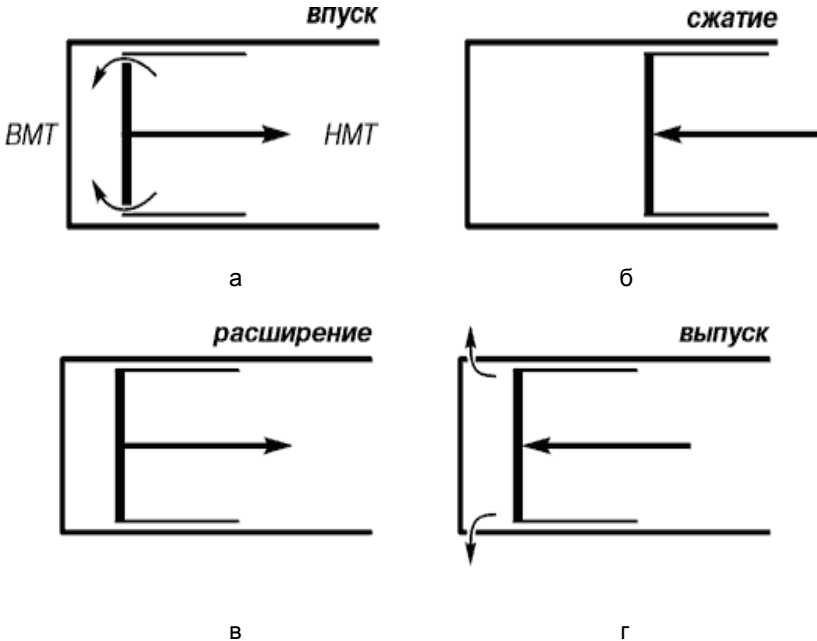 впуск
сжатие
ВМТ
НМТ
а
б
расширение
выпуск
в
г